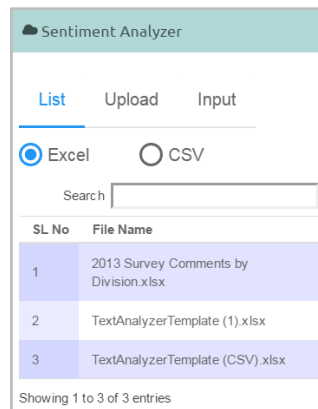 Sentiment Analyzer
List Upload Input
Excel CSV
Search
SL No File Name
1 2013 Survey Comments by
Division.xlsx
2 TextAnalyzerTemplate (1).xlsx
3 TextAnalyzerTemplate (CSV).xlsx
Showing 1 to 3 of 3 entries